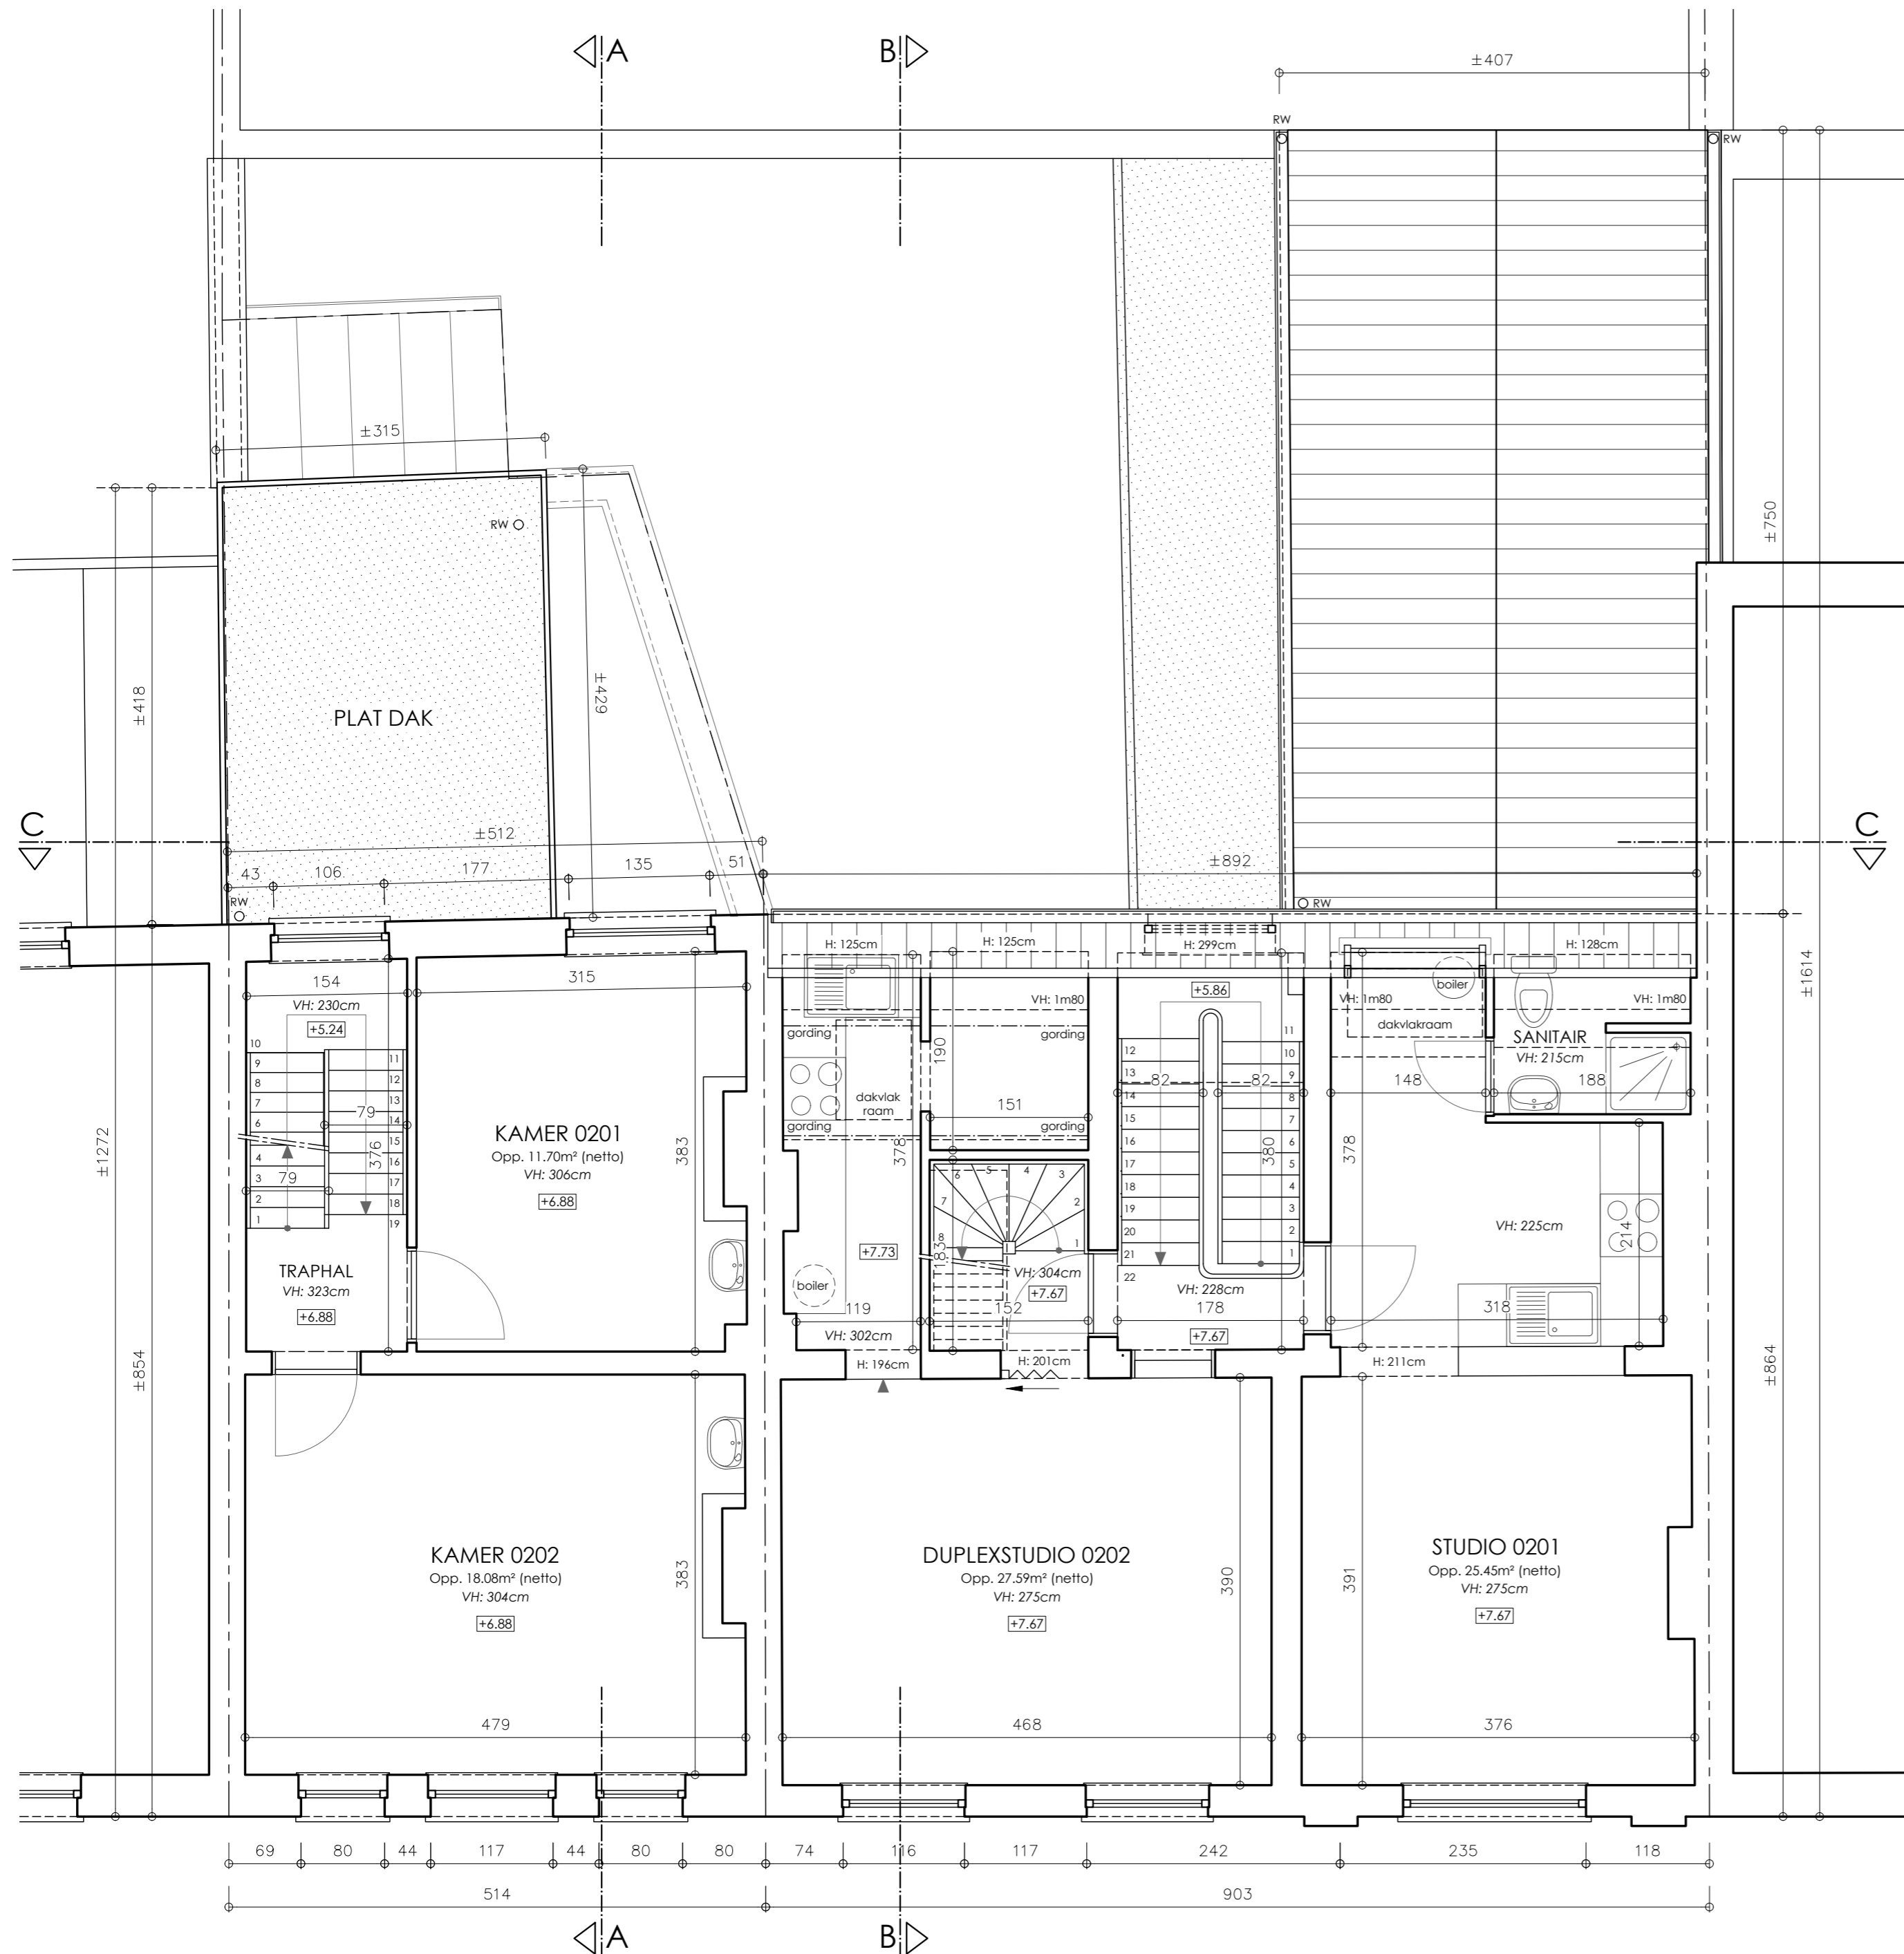 A
B
±407
RW
RW
±315
RW
±750
±418
±429
PLAT DAK
±1272
C
C
±512
±892
43
106
177
135
51
RW
RW
H: 125cm
H: 125cm
H: 299cm
H: 128cm
±1614
154
315
VH: 230cm
+5.24
VH: 1m80
+5.86
VH: 1m80
boiler
VH: 1m80
gording
gording
dakvlakraam
SANITAIR
VH: 215cm
10
9
8
7
6
4
3
2
1
11
12
13
14
15
16
17
18
19
79
79
376
190
dakvlak
raam
151
gording
gording
12
13
14
15
16
17
18
19
20
21
22
11
10
9
8
7
6
5
4
3
2
1
82
82
148
188
KAMER 0201
Opp. 11.70m² (netto)
VH: 306cm
+6.88
383
378
380
378
8
7
6
5
4
3
2
1
183
+7.73
VH: 225cm
214
TRAPHAL
VH: 323cm
+6.88
boiler
VH: 304cm
+7.67
VH: 228cm
119
152
178
318
VH: 302cm
+7.67
H: 196cm
H: 201cm
H: 211cm
±854
±864
KAMER 0202
Opp. 18.08m² (netto)
VH: 304cm
+6.88
383
DUPLEXSTUDIO 0202
Opp. 27.59m² (netto)
VH: 275cm
+7.67
390
391
STUDIO 0201
Opp. 25.45m² (netto)
VH: 275cm
+7.67
479
468
376
69
80
44
117
44
80
80
74
116
117
242
235
118
514
903
A
B